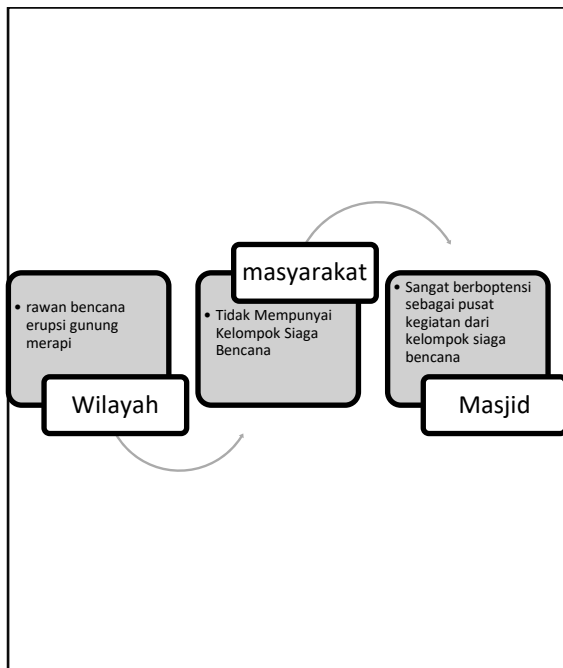 • rawan bencana
erupsi gunung
merapi
Wilayah
masyarakat
• Tidak Mempunyai
Kelompok Siaga
Bencana
• Sangat berboptensi
sebagai pusat
kegiatan dari
kelompok siaga
bencana
Masjid